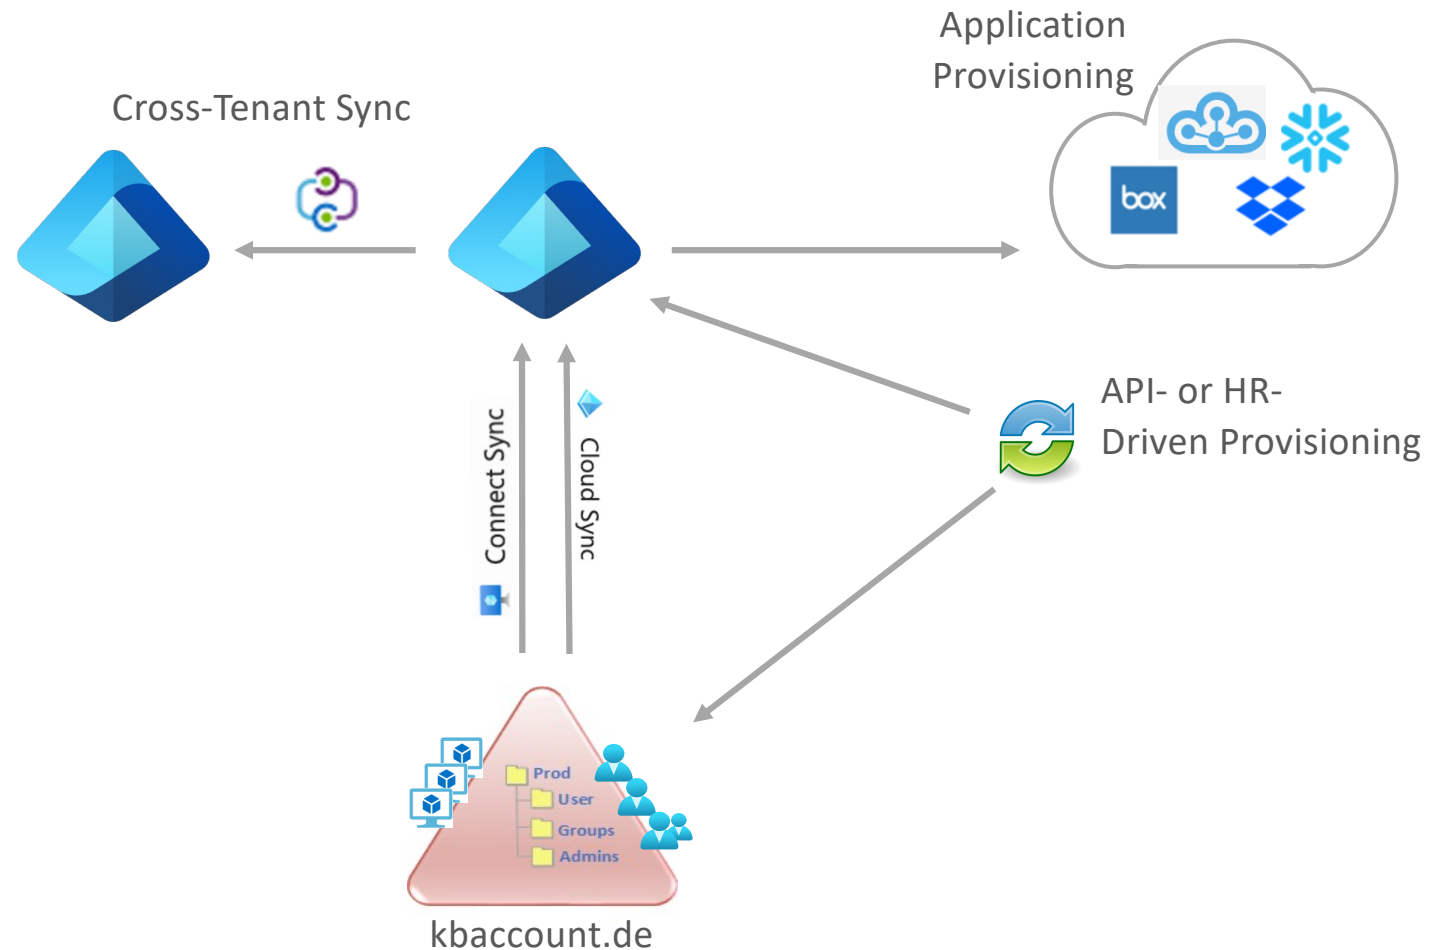 Application
Provisioning
Cross-Tenant Sync
box
API- or HR-
Driven Provisioning
Connect Sync
Cloud Sync
Prod
User
Groups
Admins
kbaccount.de